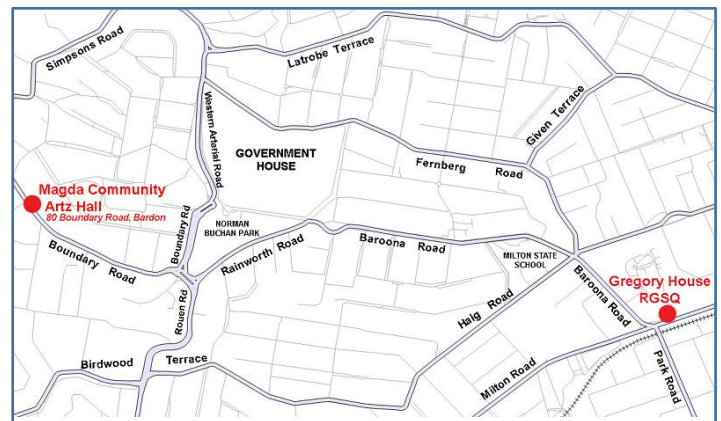 Simpsons Road
Latrobe Terrace
Western Arterial Road
Given Terrace
GOVERNMENT
HOUSE
Fernberg Road
Magda Community
Artz Hall
80 Boundary Road, Bardon
Boundary Rd
NORMAN
BUCHAN PARK
Boundary Road
Rainworth Road
Baroona Road
MILTON STATE
SCHOOL
Baroona Road
Gregory House
RGSQ
Rouen Rd
Haig Road
Birdwood Terrace
Milton Road
Park Road